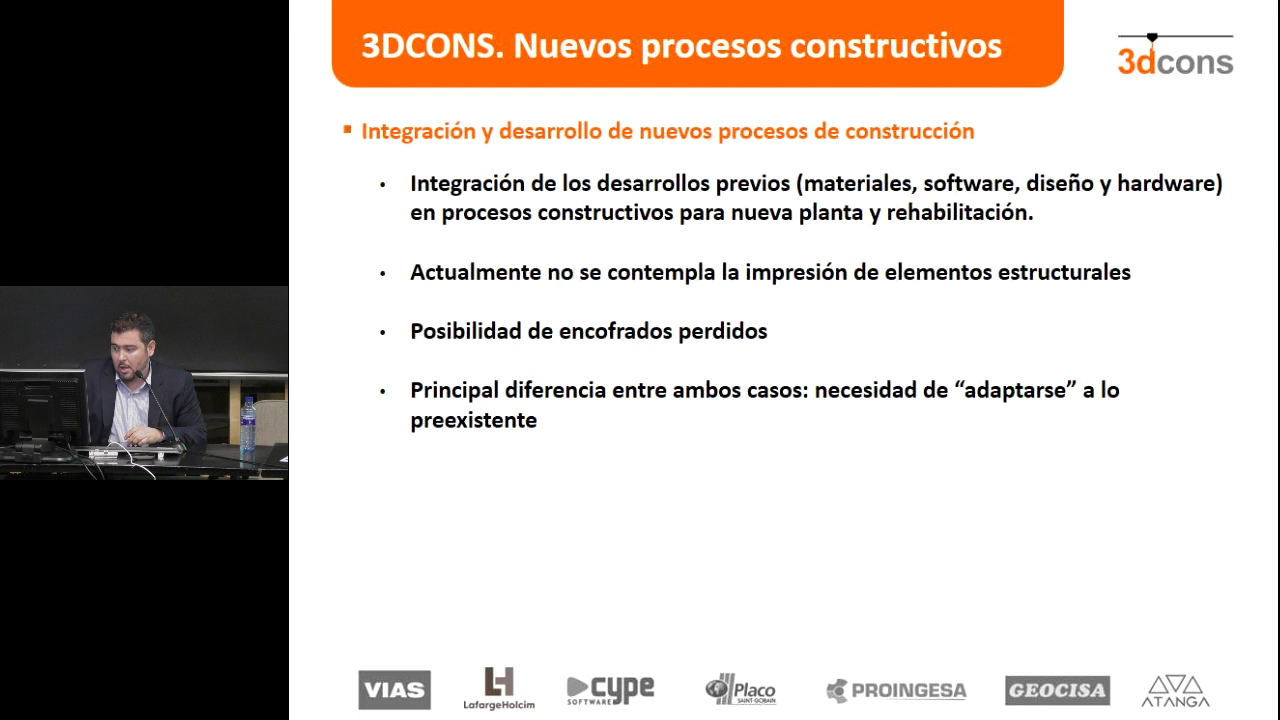 3DCONS. Nuevos procesos constructivos
3dcons
▪ Integración y desarrollo de nuevos procesos de construcción
• Integración de los desarrollos previos (materiales, software, diseño y hardware)
en procesos constructivos para nueva planta y rehabilitación.
• Actualmente no se contempla la impresión de elementos estructurales
• Posibilidad de encofrados perdidos
• Principal diferencia entre ambos casos: necesidad de “adaptarse” a lo
preexistente
VIAS
LH
LafargeHolcim
cype
SOFTWARE
Placo
SAINT-GOBAIN
PROINGESA
GEOCISA
ATANGA